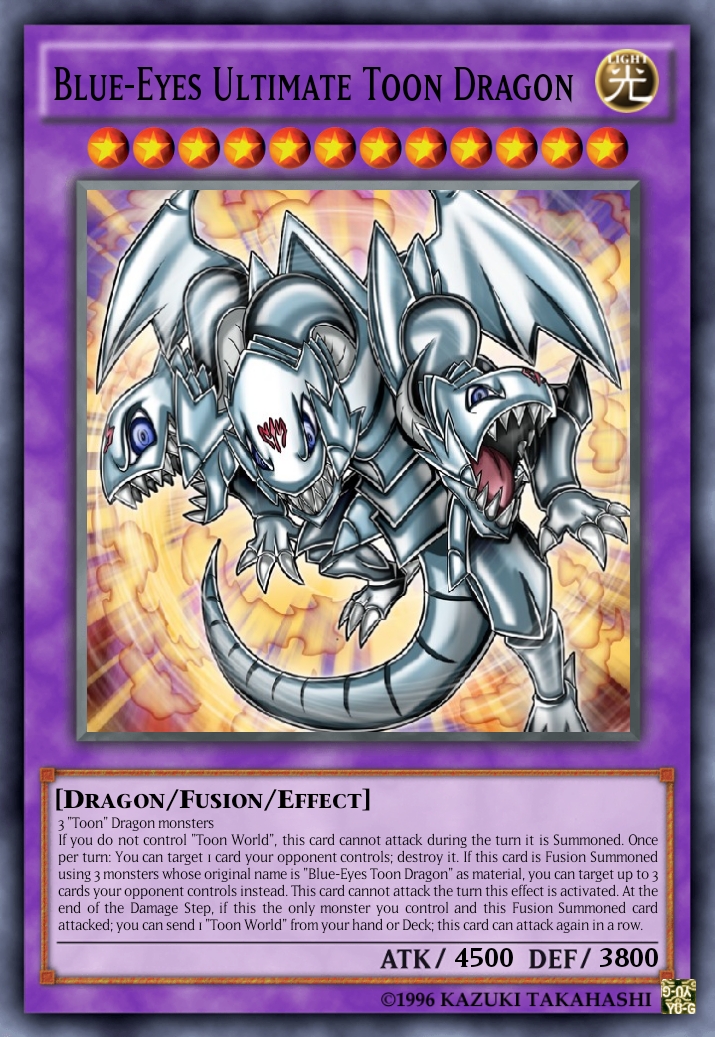 BLUE-EYES ULTIMATE TOON DRAGON
LIGHT
光
[DRAGON/FUSION/EFFECT]
3 "Toon" Dragon monsters
If you do not control "Toon World", this card cannot attack during the turn it is Summoned. Once
per turn: You can target 1 card your opponent controls; destroy it. If this card is Fusion Summoned
using 3 monsters whose original name is "Blue-Eyes Toon Dragon" as material, you can target up to 3
cards your opponent controls instead. This card cannot attack the turn this effect is activated. At the
end of the Damage Step, if this the only monster you control and this Fusion Summoned card
attacked; you can send 1 "Toon World" from your hand or Deck; this card can attack again in a row.
ATK/ 4500 DEF/ 3800
©1996 KAZUKI TAKAHASHI